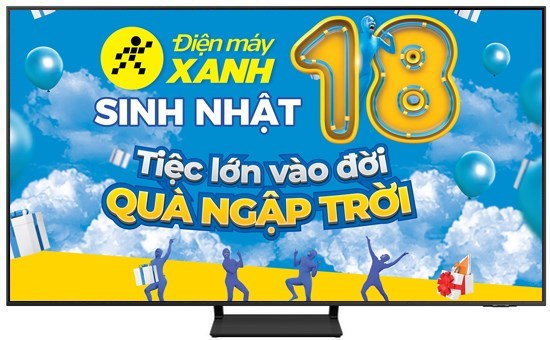 Điện máy
XANH
SINH NHẬT
18
Tiệc lớn vào đời
QUÀ NGẬP TRỜI